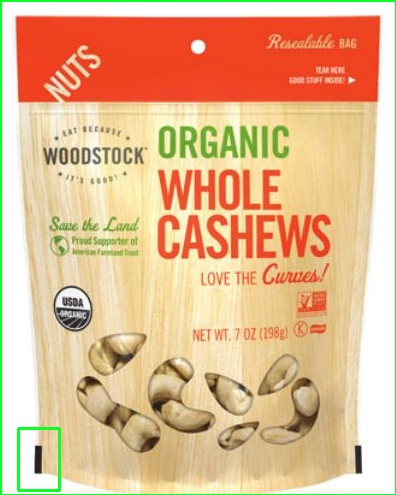 NUTS
Resealable BAG
TEAR HERE
GOOD STUFF INSIDE!
EAT BECAUSE
WOODSTOCK
IT'S GOOD!
ORGANIC
WHOLE
CASHEWS
LOVE THE Curves!
Save the Land
Proud Supporter of
American Farmland Trust
USDA
ORGANIC
NET WT. 7 OZ (198g)
K